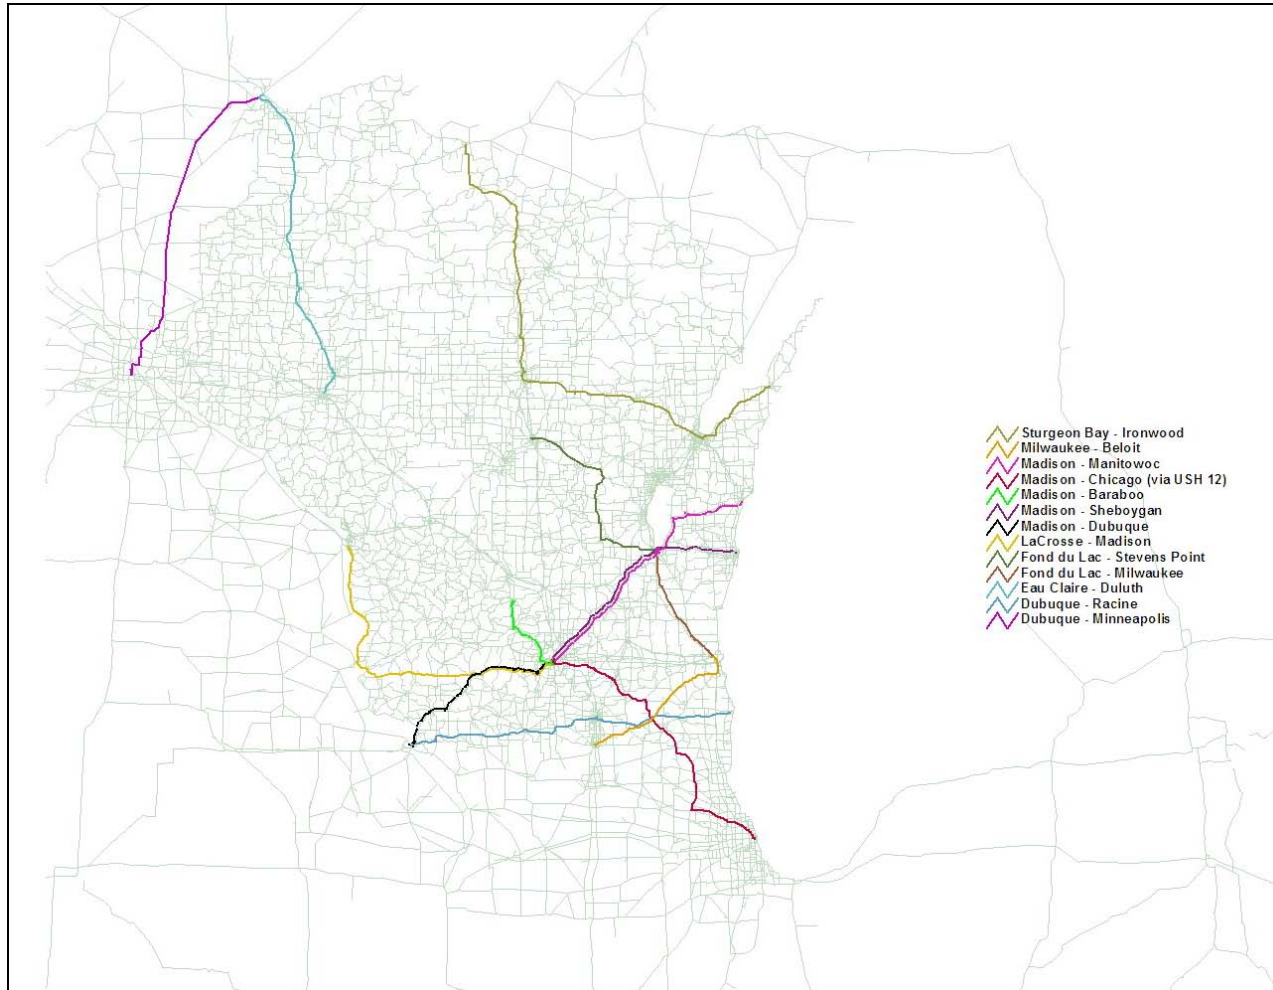 Sturgeon Bay - Ironwood
Milwaukee - Beloit
Madison - Manitowoc
Madison - Chicago (via USH 12)
Madison - Baraboo
Madison - Sheboygan
Madison - Dubuque
LaCrosse - Madison
Fond du Lac - Stevens Point
Fond du Lac - Milwaukee
Eau Claire - Duluth
Dubuque - Racine
Dubuque - Minneapolis